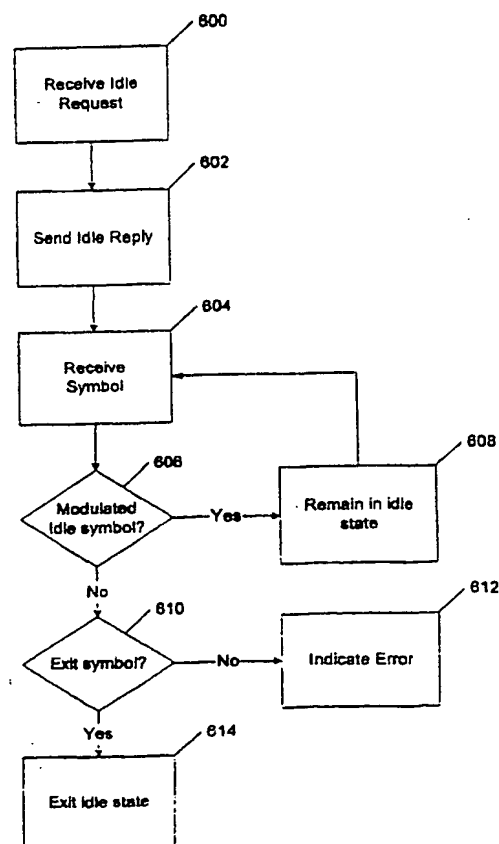 600
Receive Idle
Request
602
Send Idle Reply
604
Receive
Symbol
606
Modulated
Idle symbol?
Yes
608
Remain in idle
state
No
610
Exit symbol?
No
612
Indicate Error
Yes
614
Exit idle state